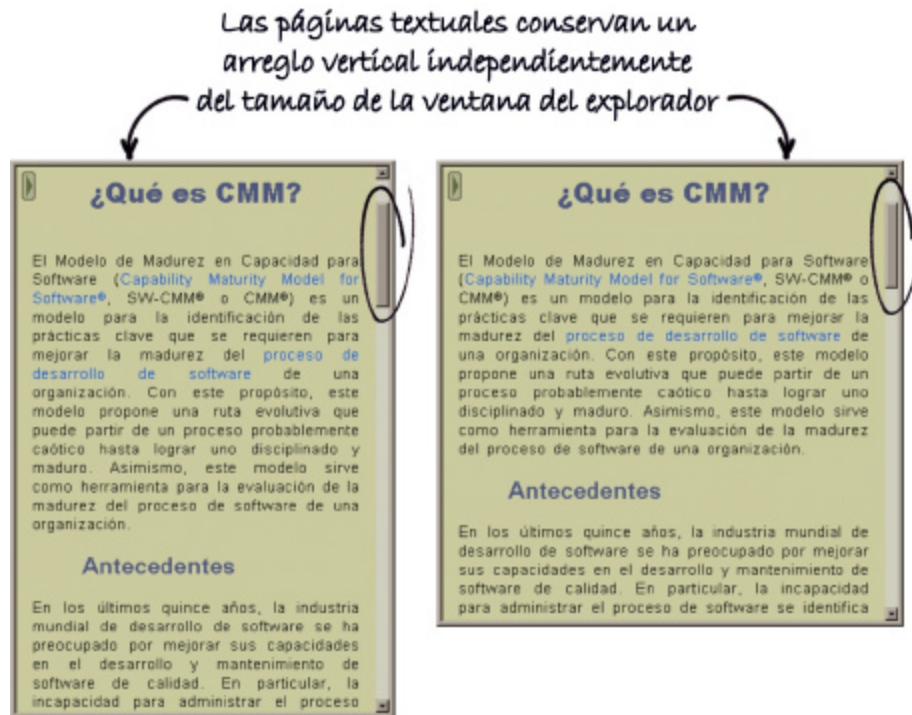 Las páginas textuales conservan un
arreglo vertical independientemente
del tamaño de la ventana del explorador
¿Qué es CMM?
El Modelo de Madurez en Capacidad para
Software (Capability Maturity Model for
Software®, SW-CMM® o CMM®) es un
modelo para la identificación de las
prácticas clave que se requieren para
mejorar la madurez del proceso de
desarrollo de software de una
organización. Con este propósito, este
modelo propone una ruta evolutiva que
puede partir de un proceso probablemente
caótico hasta lograr uno disciplinado y
maduro. Asimismo, este modelo sirve
como herramienta para la evaluación de la
madurez del proceso de software de una
organización.
Antecedentes
En los últimos quince años, la industria
mundial de desarrollo de software se ha
preocupado por mejorar sus capacidades
en el desarrollo y mantenimiento de
software de calidad. En particular, la
incapacidad para administrar el proceso
¿Qué es CMM?
El Modelo de Madurez en Capacidad para Software
(Capability Maturity Model for Software®, SW-CMM® o
CMM®) es un modelo para la identificación de las
prácticas clave que se requieren para mejorar la
madurez del proceso de desarrollo de software de
una organización. Con este propósito, este modelo
propone una ruta evolutiva que puede partir de un
proceso probablemente caótico hasta lograr uno
disciplinado y maduro. Asimismo, este modelo sirve
como herramienta para la evaluación de la madurez
del proceso de software de una organización.
Antecedentes
En los últimos quince años, la industria mundial de
desarrollo de software se ha preocupado por mejorar
sus capacidades en el desarrollo y mantenimiento de
software de calidad. En particular, la incapacidad
para administrar el proceso de software se identifica